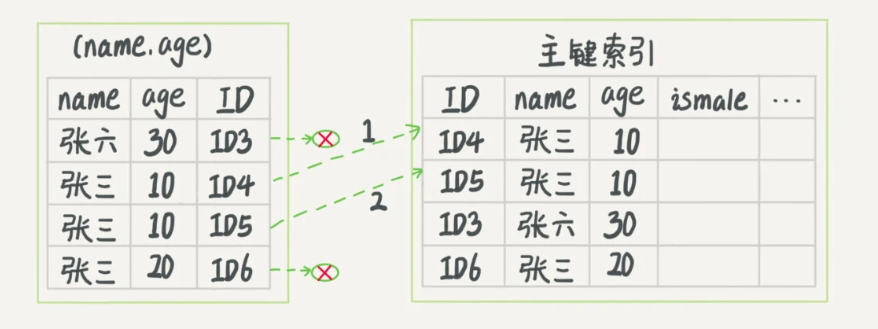 (name,age)
name age ID
张六 30 ID3
张三 10 ID4
张三 10 ID5
张三 20 ID6
1
2
主键索引
ID name age ismale ...
ID4 张三 10
ID5 张三 10
ID3 张六 30
ID6 张三 20